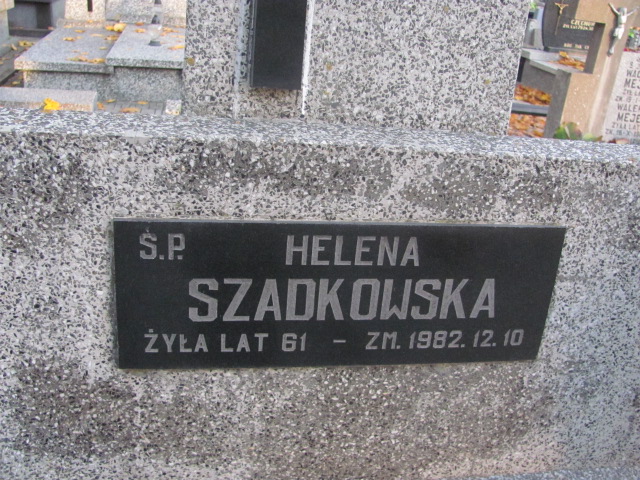 Ś.P.
HELENA
SZADKOWSKA
ŻYŁA LAT 61 – ZM. 1982.12.10